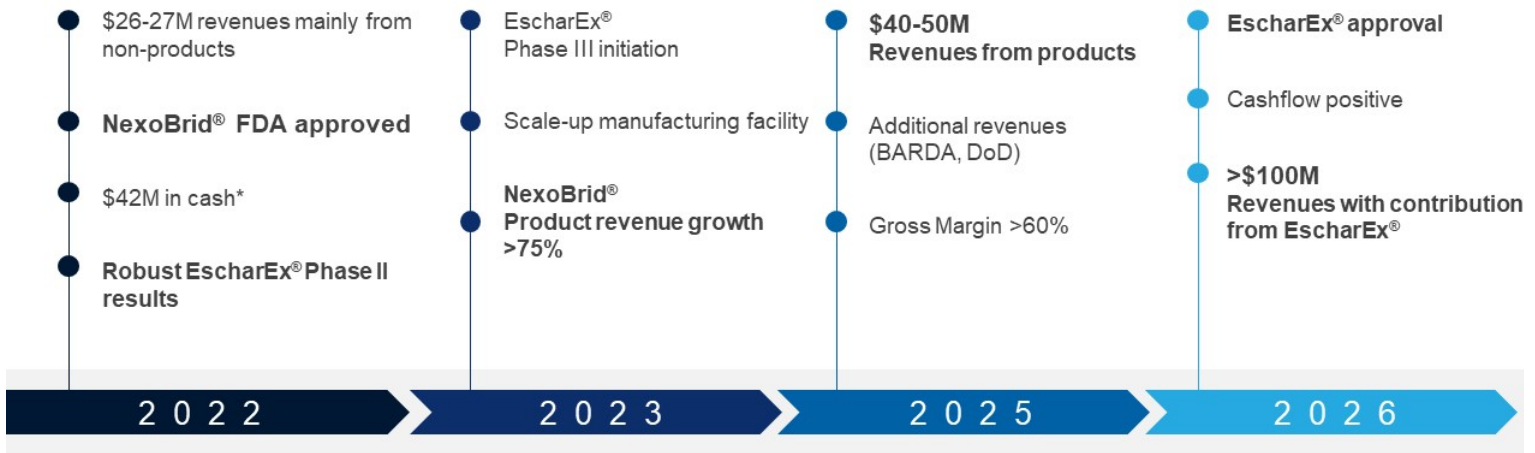 $26-27M revenues mainly from
non-products
NexoBrid® FDA approved
$42M in cash*
Robust EscharEx® Phase II
results
EscharEx®
Phase III initiation
Scale-up manufacturing facility
NexoBrid®
Product revenue growth
>75%
$40-50M
Revenues from products
Additional revenues
(BARDA, DoD)
Gross Margin >60%
EscharEx® approval
Cashflow positive
>$100M
Revenues with contribution
from EscharEx®
2022
2023
2025
2026